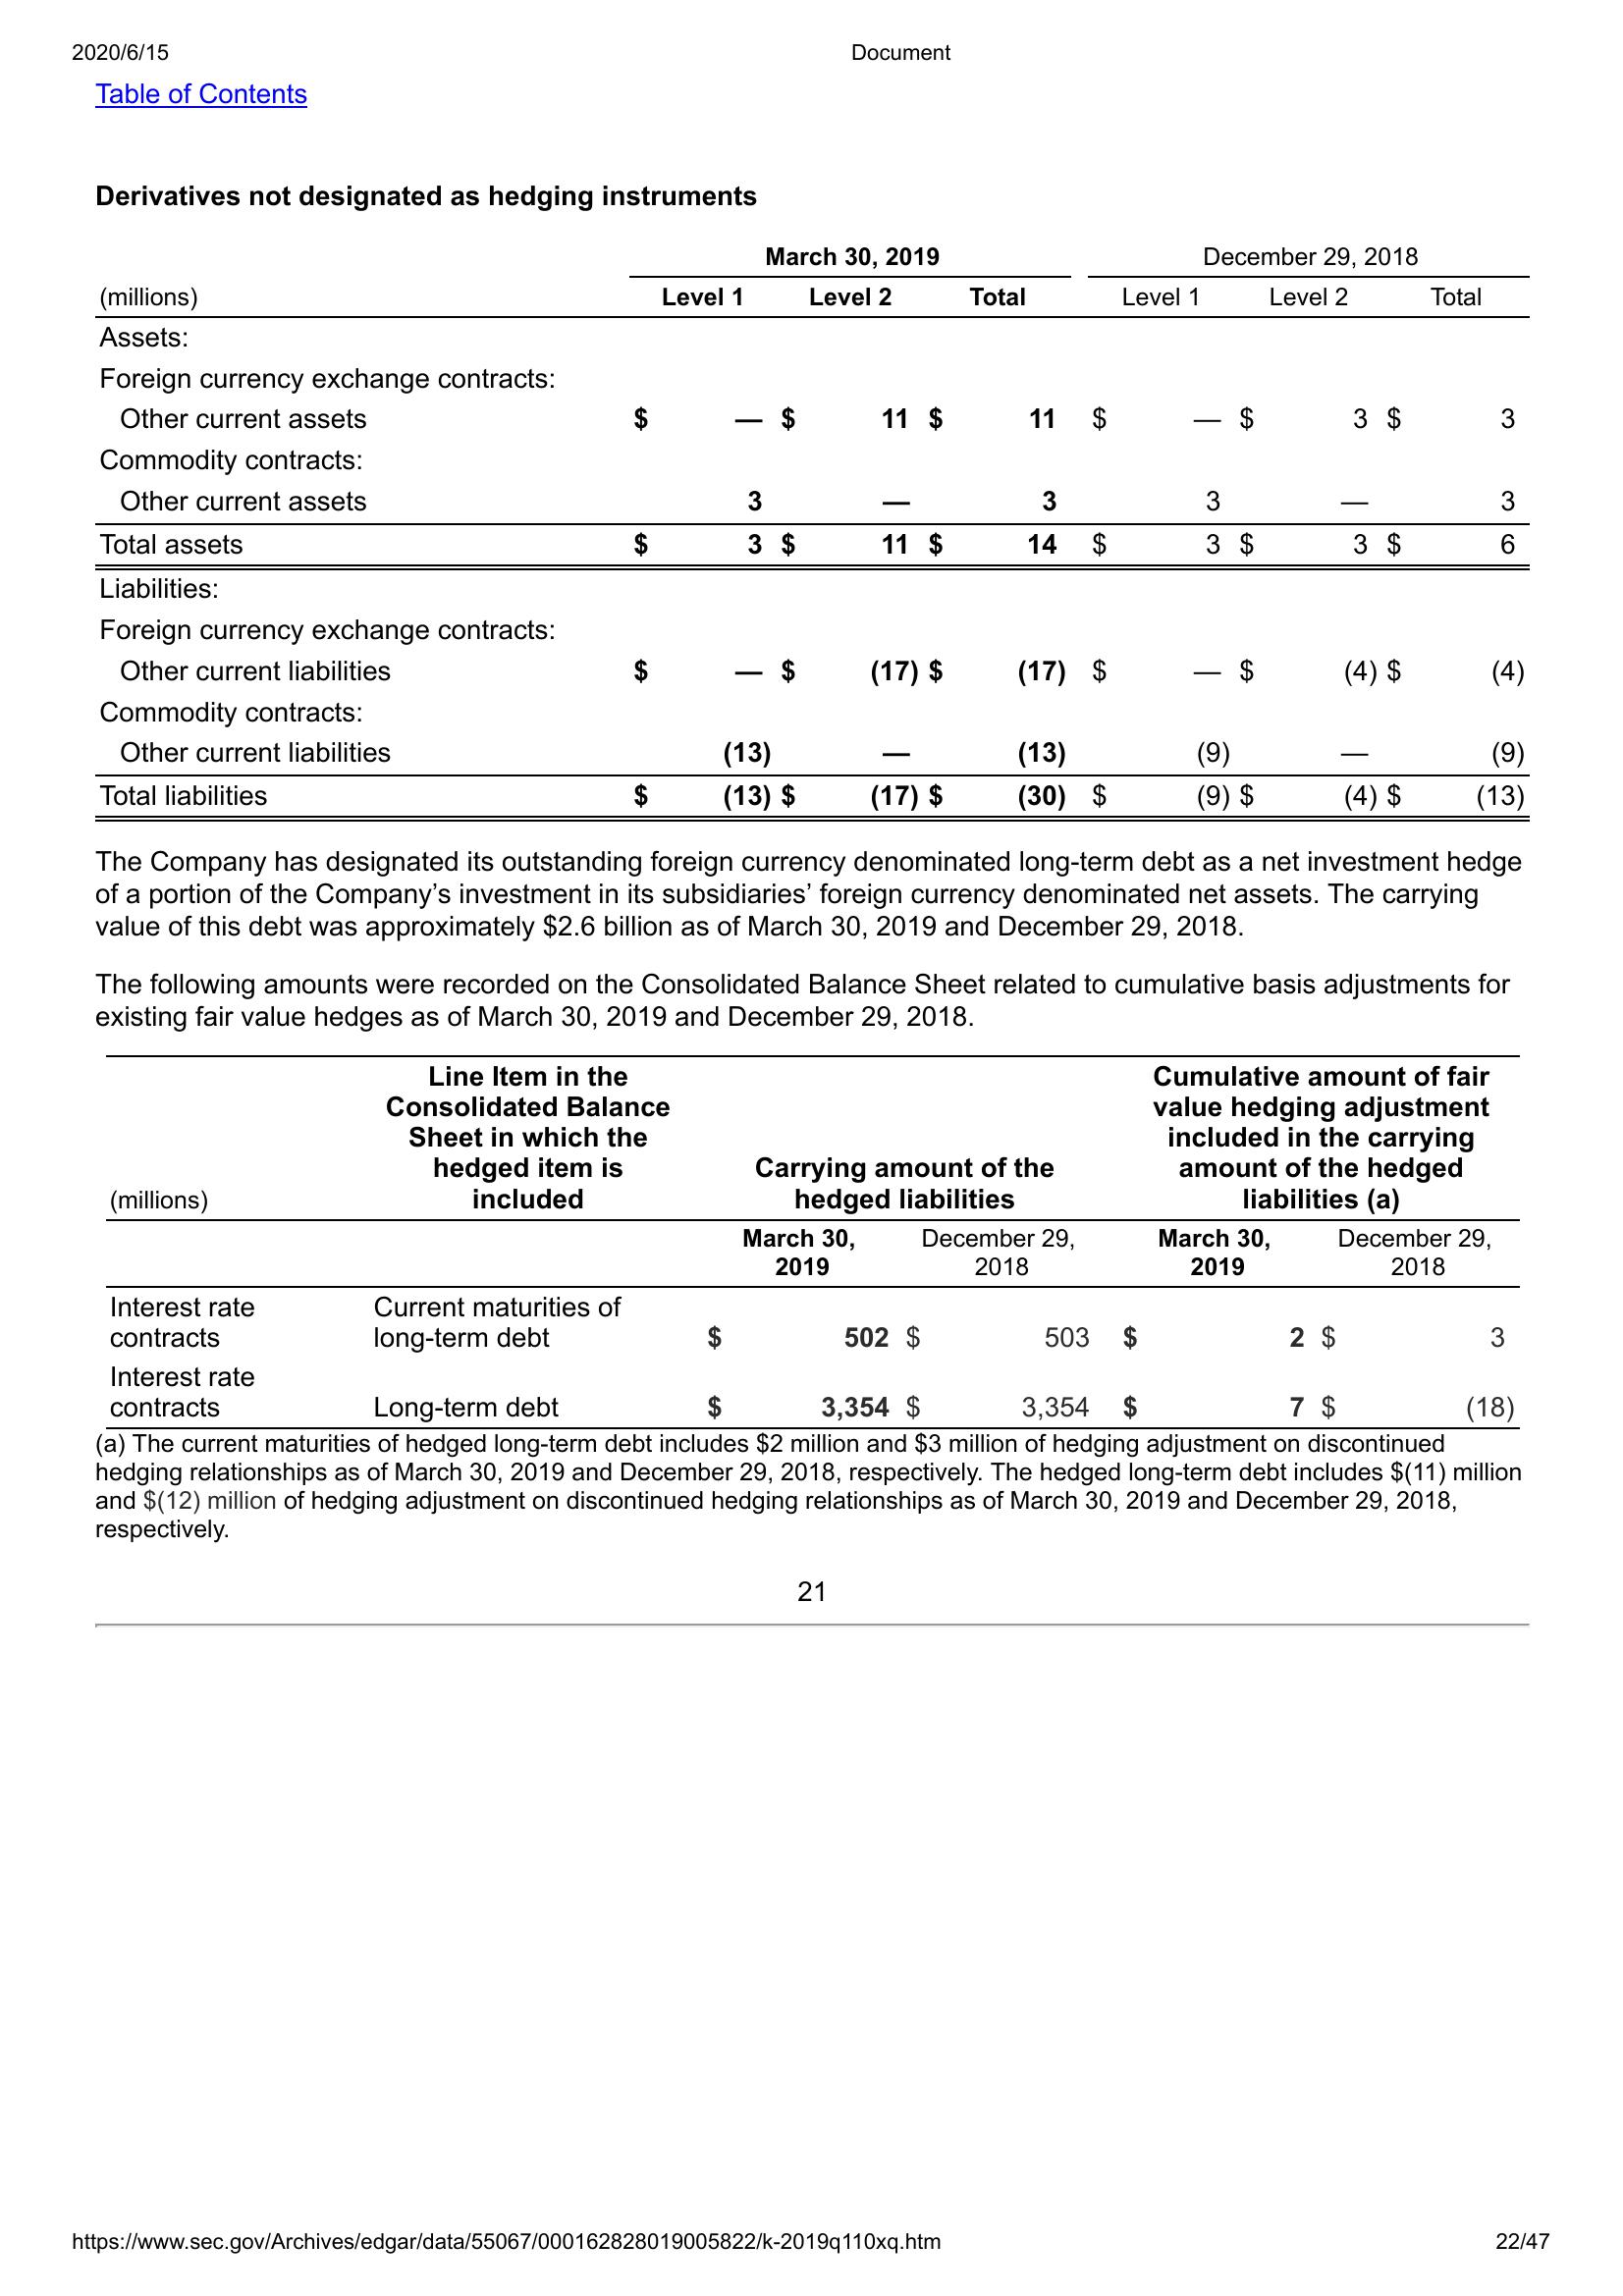 2020/6/15 Document
Table of Contents
Derivatives not designated as hedging instruments
March 30, 2019 December 29, 2018
(millions) Level 1 Level 2 Total Level 1 Level 2 Total
Assets:
Foreign currency exchange contracts:
Other current assets $ — $ 11 $ 11 $ — $ 3 $ 3
Commodity contracts:
Other current assets 3 — 3 3 — 3
Total assets $ 3 $ 11 $ 14 $ 3 $ 3 $ 6
Liabilities:
Foreign currency exchange contracts:
Other current liabilities $ — $ (17) $ (17) $ — $ (4) $ (4)
Commodity contracts:
Other current liabilities (13) — (13) (9) — (9)
Total liabilities $ (13) $ (17) $ (30) $ (9) $ (4) $ (13)
The Company has designated its outstanding foreign currency denominated long-term debt as a net investment hedge
of a portion of the Company’s investment in its subsidiaries’ foreign currency denominated net assets. The carrying
value of this debt was approximately $2.6 billion as of March 30, 2019 and December 29, 2018.
The following amounts were recorded on the Consolidated Balance Sheet related to cumulative basis adjustments for
existing fair value hedges as of March 30, 2019 and December 29, 2018.
(millions)
Line Item in the
Consolidated Balance
Sheet in which the
hedged item is
included
Carrying amount of the
hedged liabilities
Cumulative amount of fair
value hedging adjustment
included in the carrying
amount of the hedged
liabilities (a)
March 30, December 29, March 30, December 29,
2019 2018 2019 2018
Interest rate Current maturities of
contracts long-term debt $ 502 $ 503 $ 2 $ 3
Interest rate
contracts Long-term debt $ 3,354 $ 3,354 $ 7 $ (18)
(a) The current maturities of hedged long-term debt includes $2 million and $3 million of hedging adjustment on discontinued
hedging relationships as of March 30, 2019 and December 29, 2018, respectively. The hedged long-term debt includes $(11) million
and $(12) million of hedging adjustment on discontinued hedging relationships as of March 30, 2019 and December 29, 2018,
respectively.
21
https://www.sec.gov/Archives/edgar/data/55067/000162828019005822/k-2019q110xq.htm 22/47